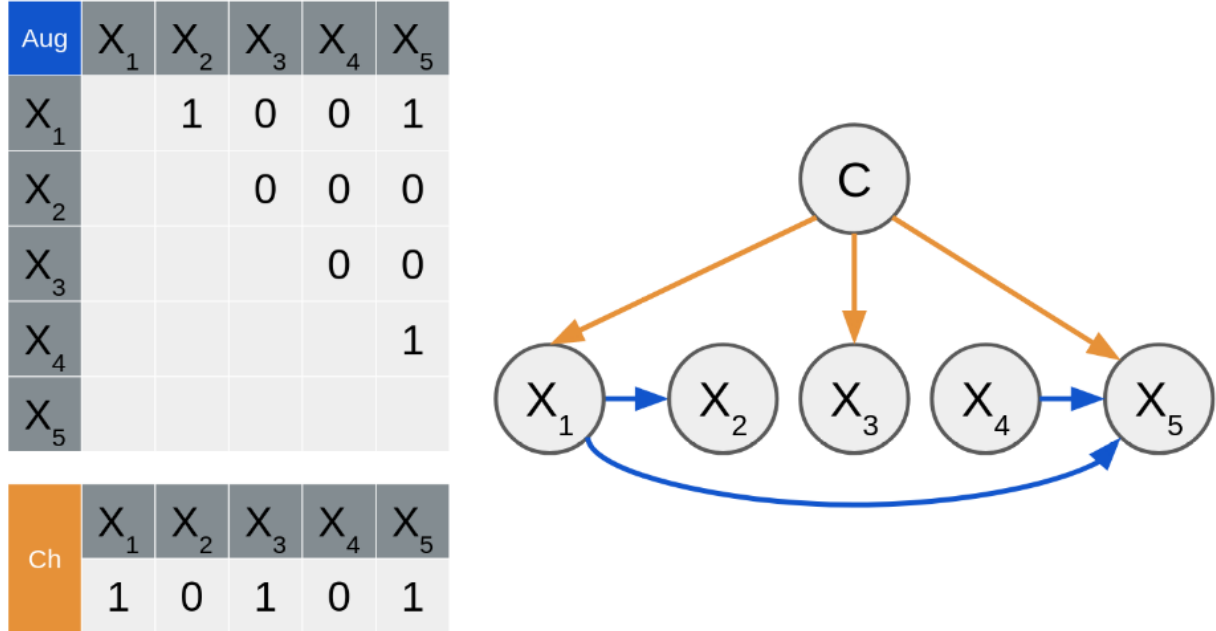 Aug X₁ X₂ X₃ X₄ X₅
X₁ 1 0 0 1
X₂ 0 0 0
X₃ 0 0
X₄ 1
X₅
Ch X₁ X₂ X₃ X₄ X₅
1 0 1 0 1
C
X₁ X₂ X₃ X₄ X₅